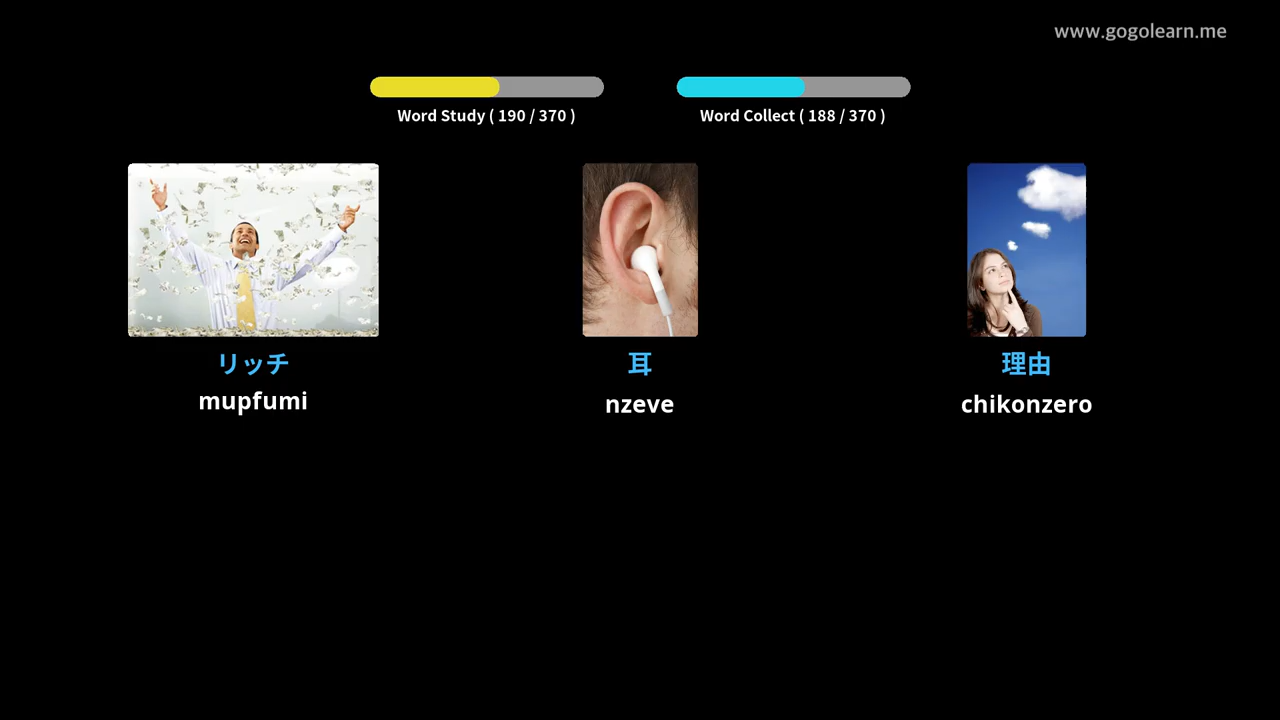 www.gogolearn.me
Word Study ( 190 / 370 )
Word Collect ( 188 / 370 )
リッチ
mupfumi
耳
nzeve
理由
chikonzero